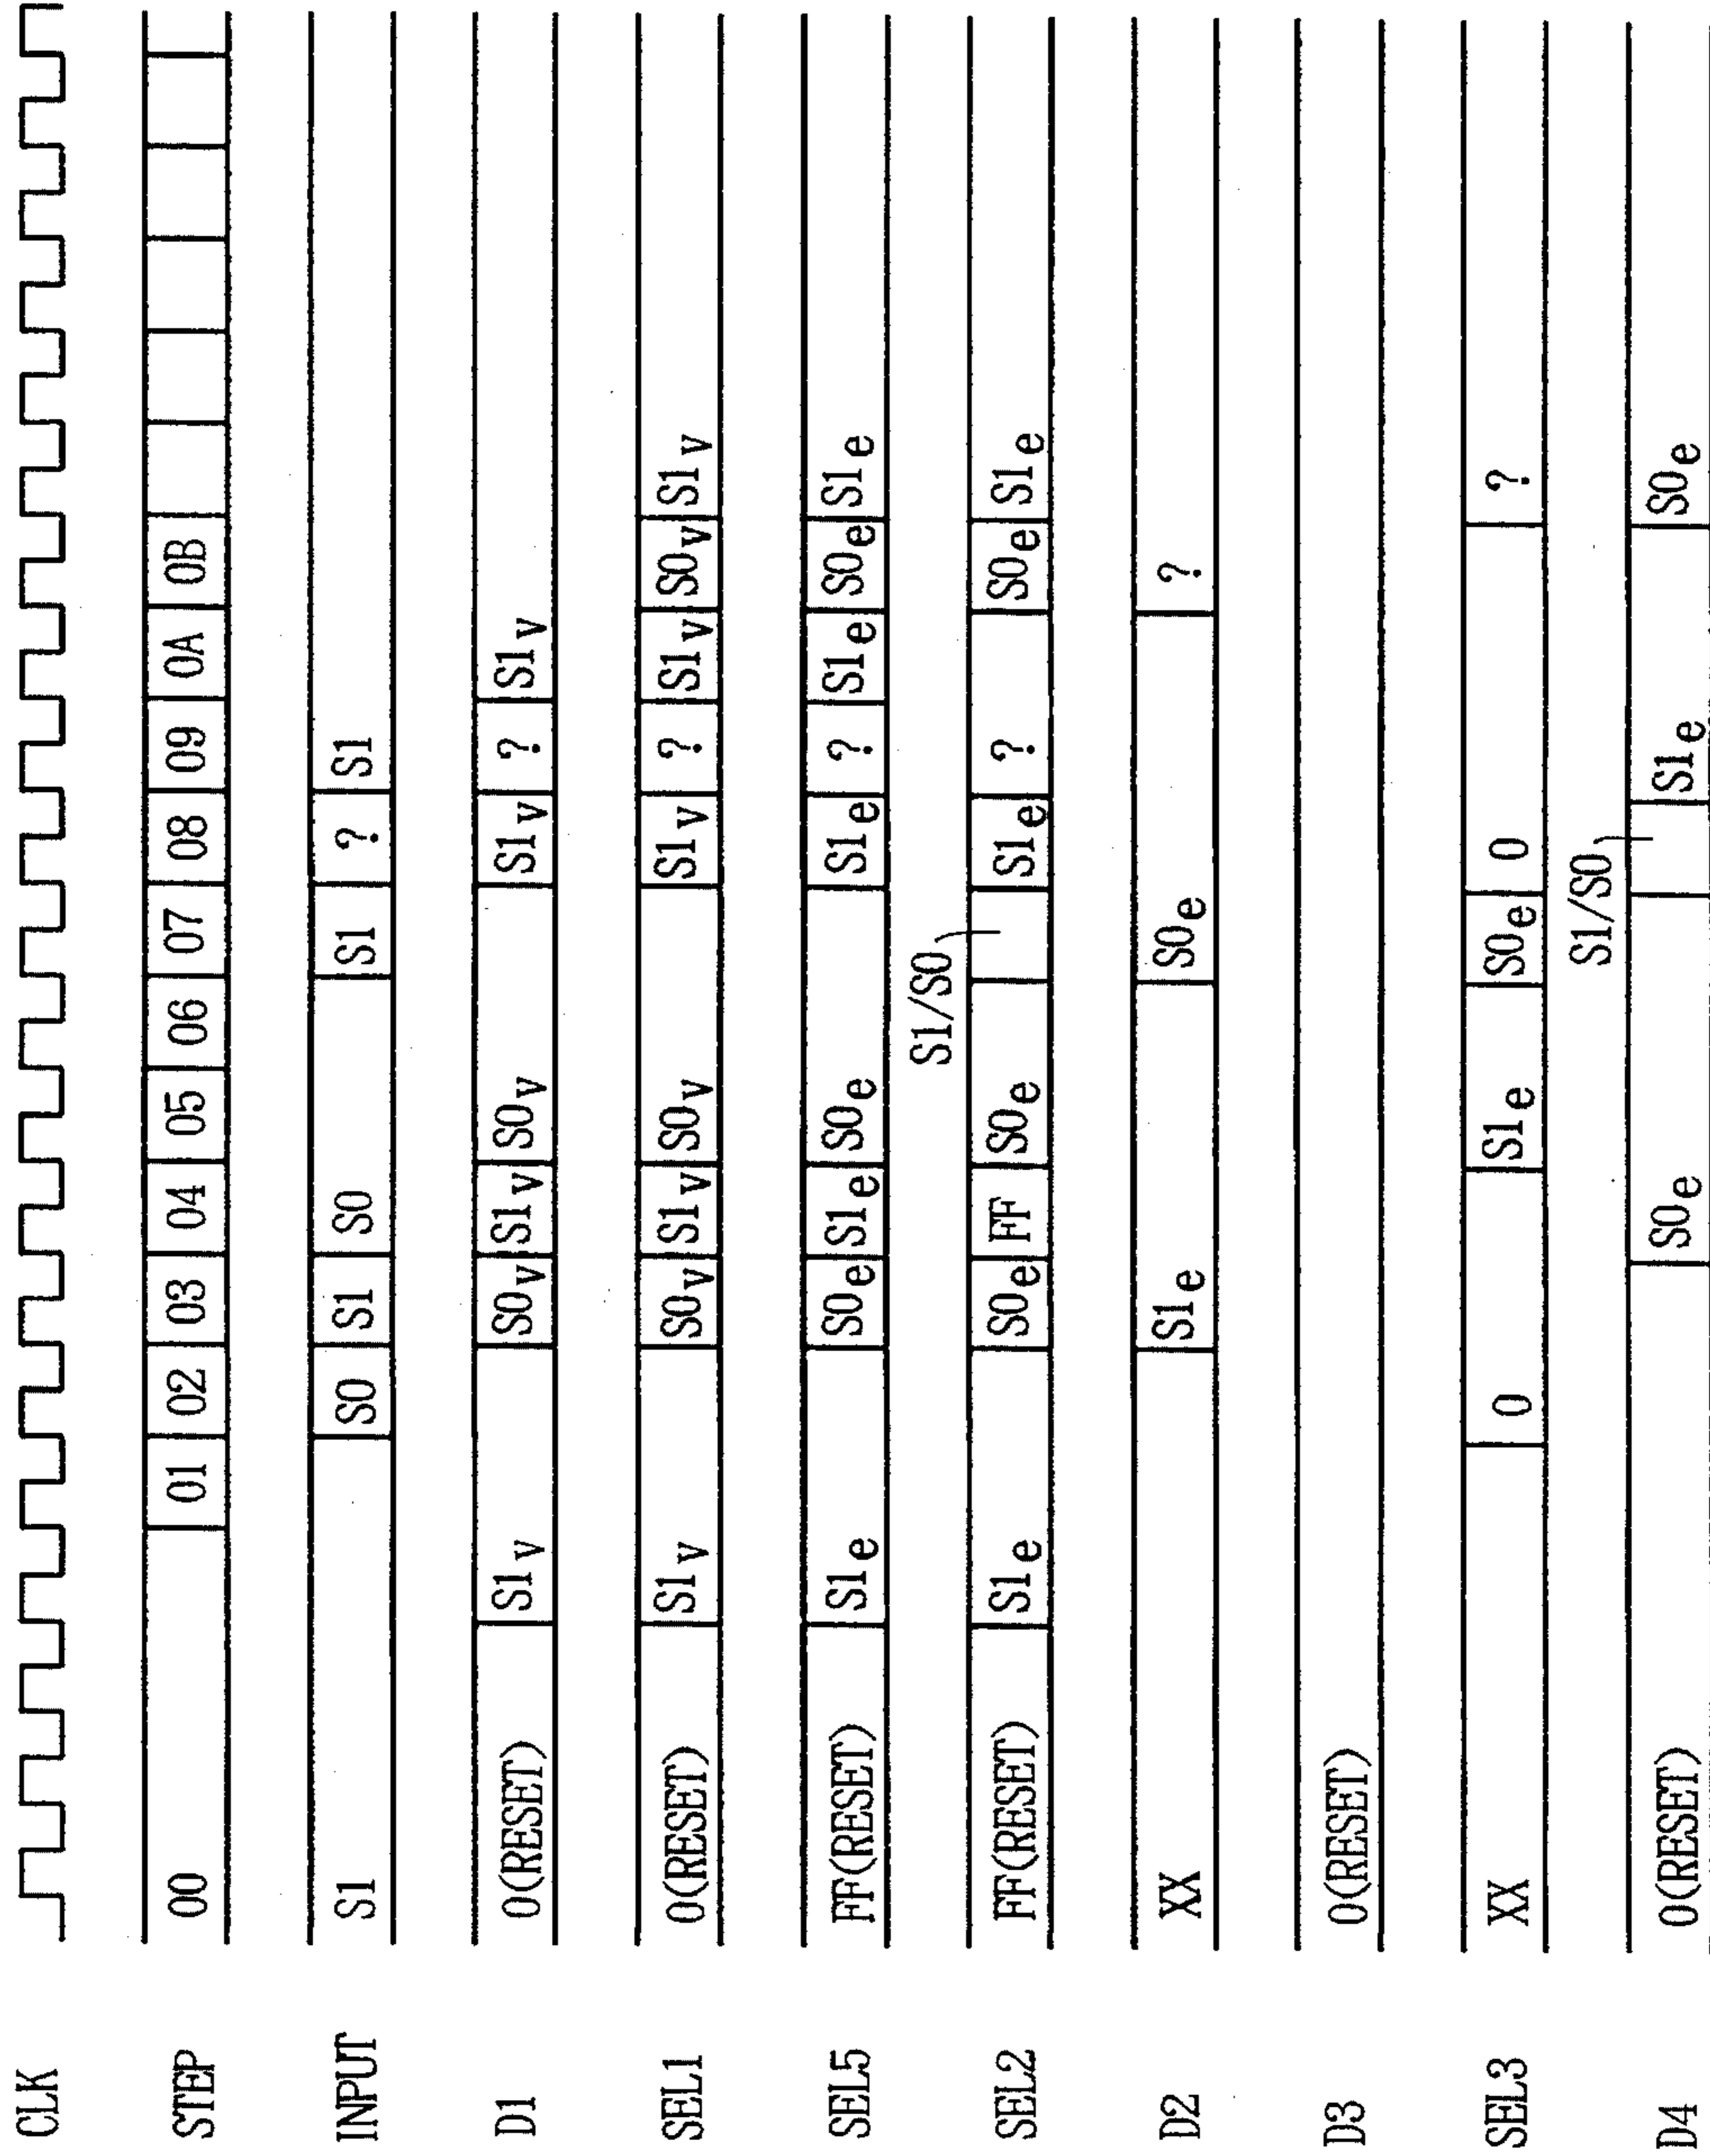 CLK
STEP 00 01 02 03 04 05 06 07 08 09 0A 0B
INPUT S1 S0 S1 S0 S1 ? S1
D1 0(RESET) S1v S0v S1v S0v S1v ? S1v
SEL1 0(RESET) S1v S0v S1v S0v S1v ? S1v S0v S1v
SEL5 FF(RESET) S1e S0e S1e S0e S1e ? S1e S0e S1e
S1/S0
SEL2 FF(RESET) S1e S0e FF S0e S1e ? S0e S1e
D2 XX S1e S0e ?
D3 0(RESET)
SEL3 XX 0 S1e S0e 0 ?
S1/S0
D4 0(RESET) S0e S1e S0e